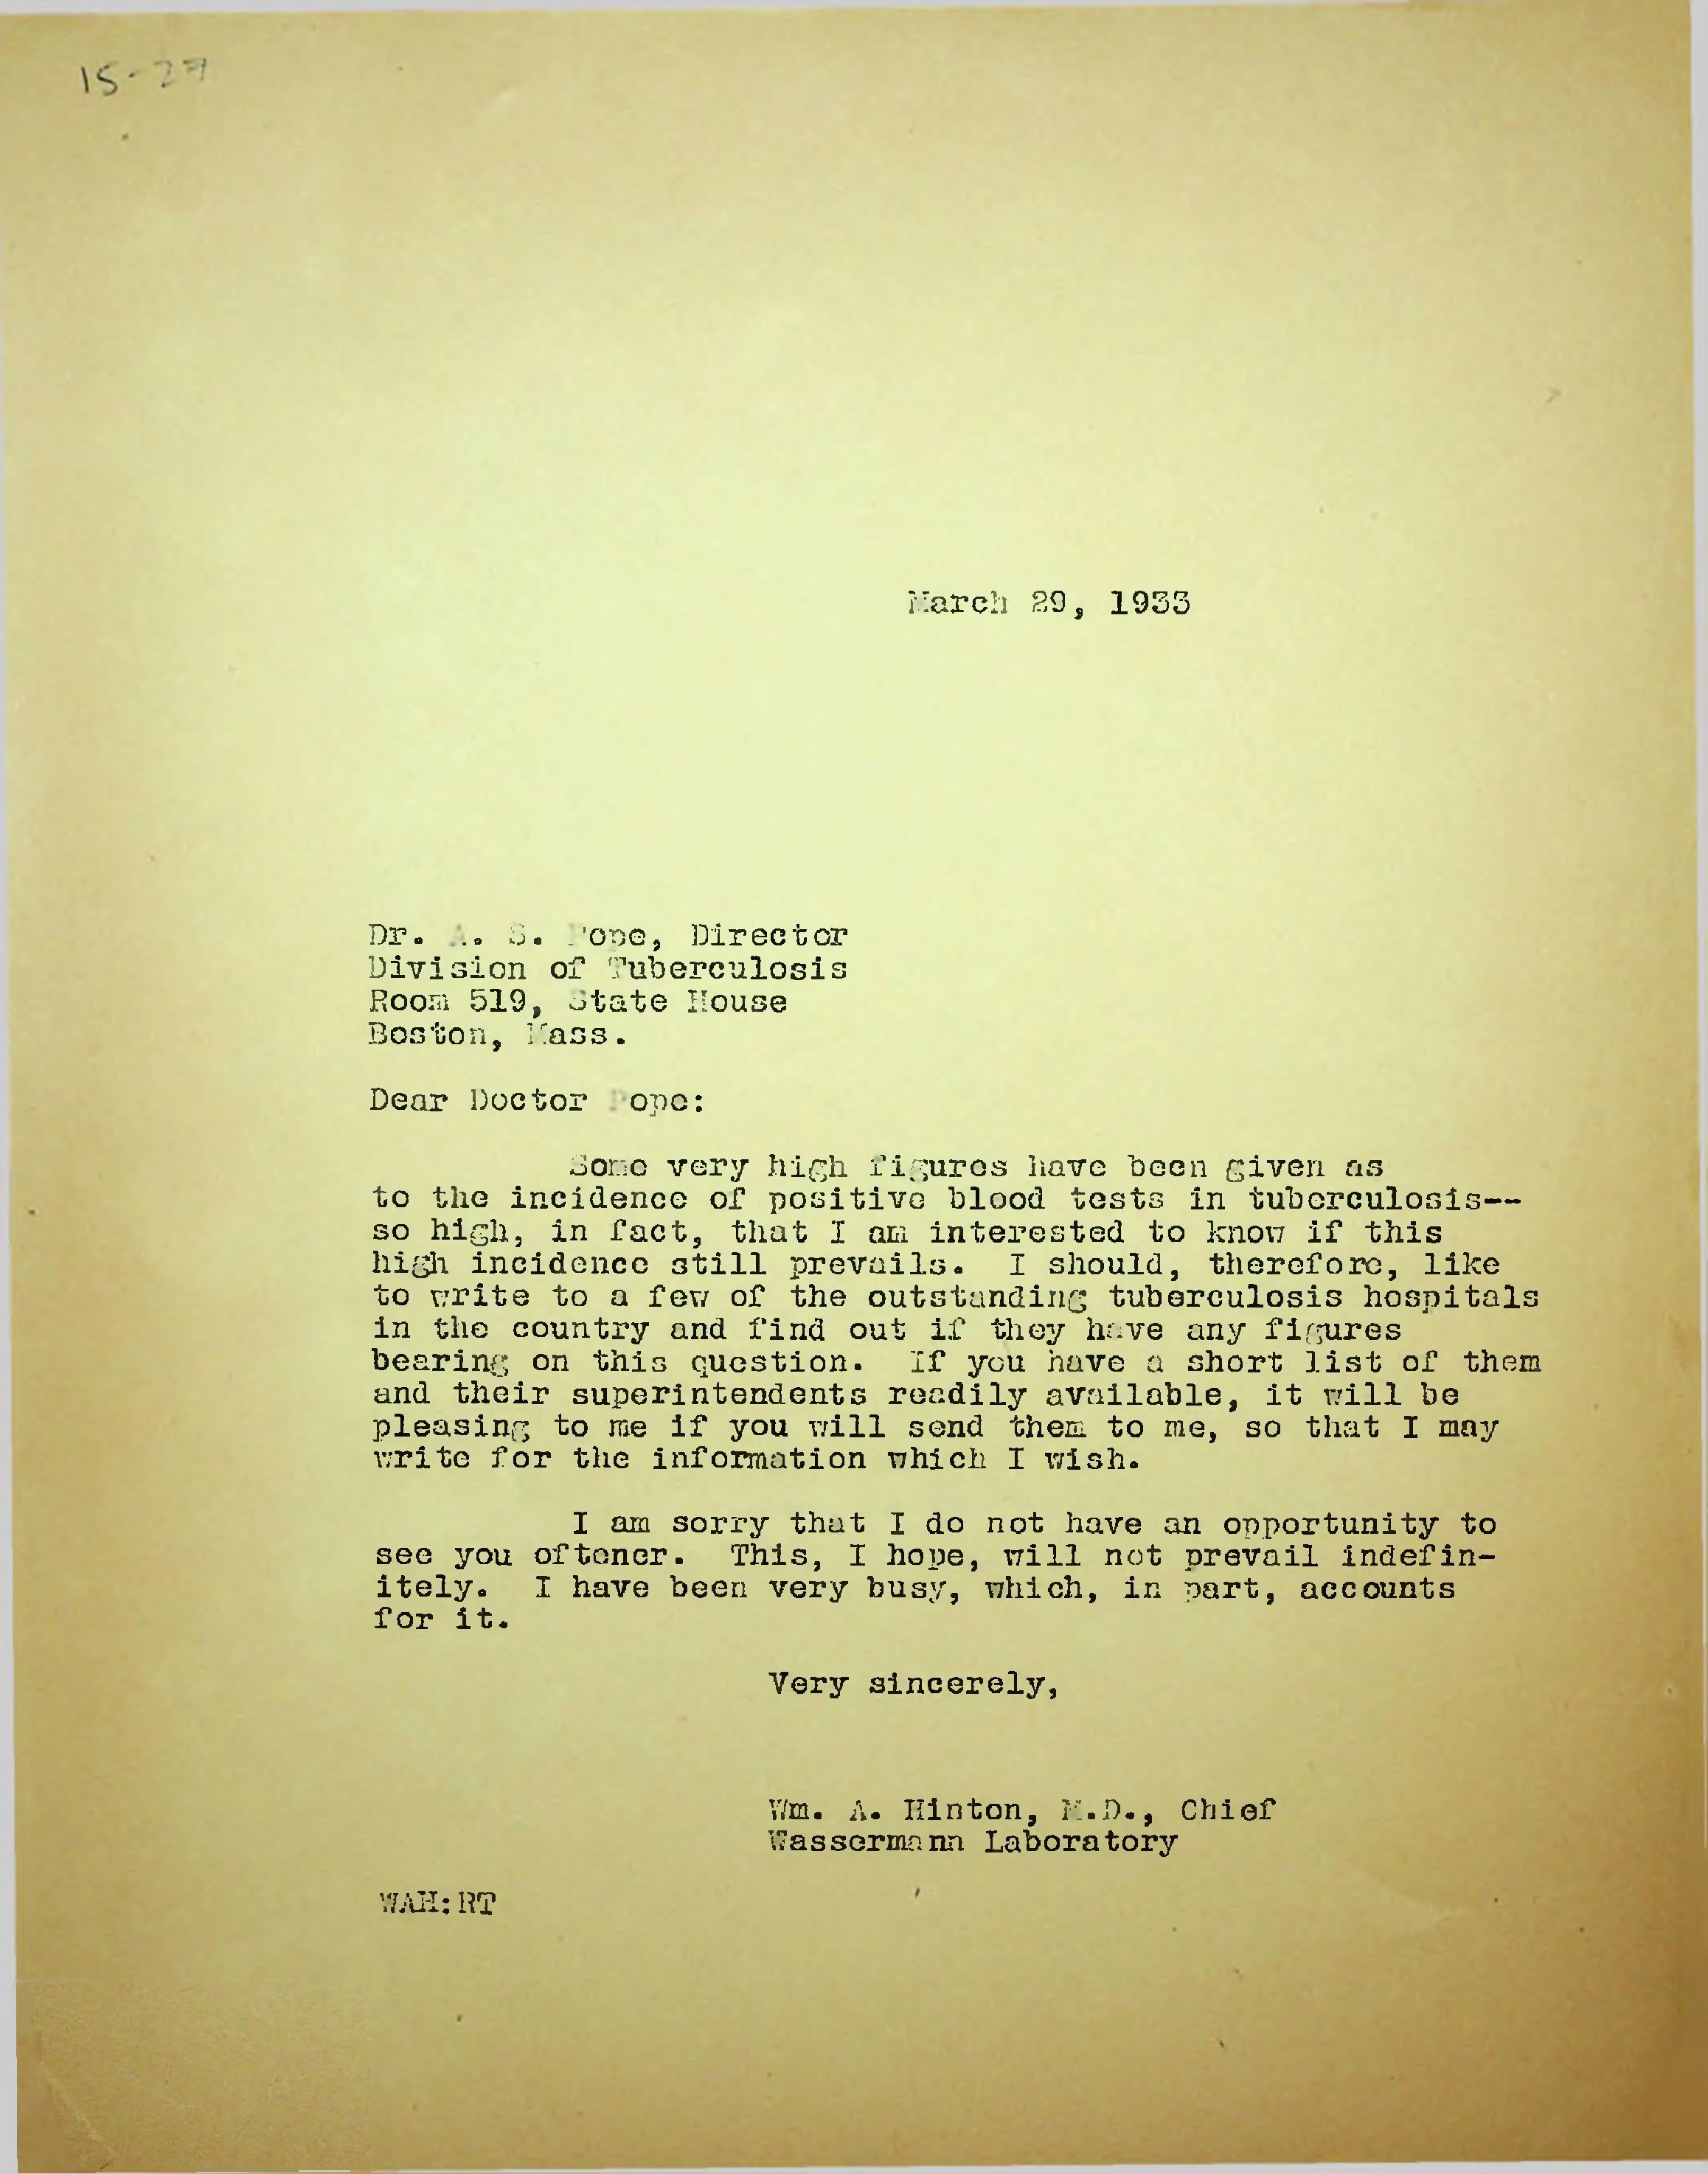 March 29, 1933
Dr. A. S. Pope, Director
Division of Tuberculosis
Room 519, State House
Boston, Mass.
Dear Doctor Pope:
Some very high figures have been given as
to the incidence of positive blood tests in tuberculosis--
so high, in fact, that I am interested to know if this
high incidence still prevails. I should, therefore, like
to write to a few of the outstanding tuberculosis hospitals
in the country and find out if they have any figures
bearing on this question. If you have a short list of them
and their superintendents readily available, it will be
pleasing to me if you will send them to me, so that I may
write for the information which I wish.
I am sorry that I do not have an opportunity to
see you oftener. This, I hope, will not prevail indefin-
itely. I have been very busy, which, in part, accounts
for it.
Very sincerely,
Wm. A. Hinton, M.D., Chief
Wassermann Laboratory
WAH:RT